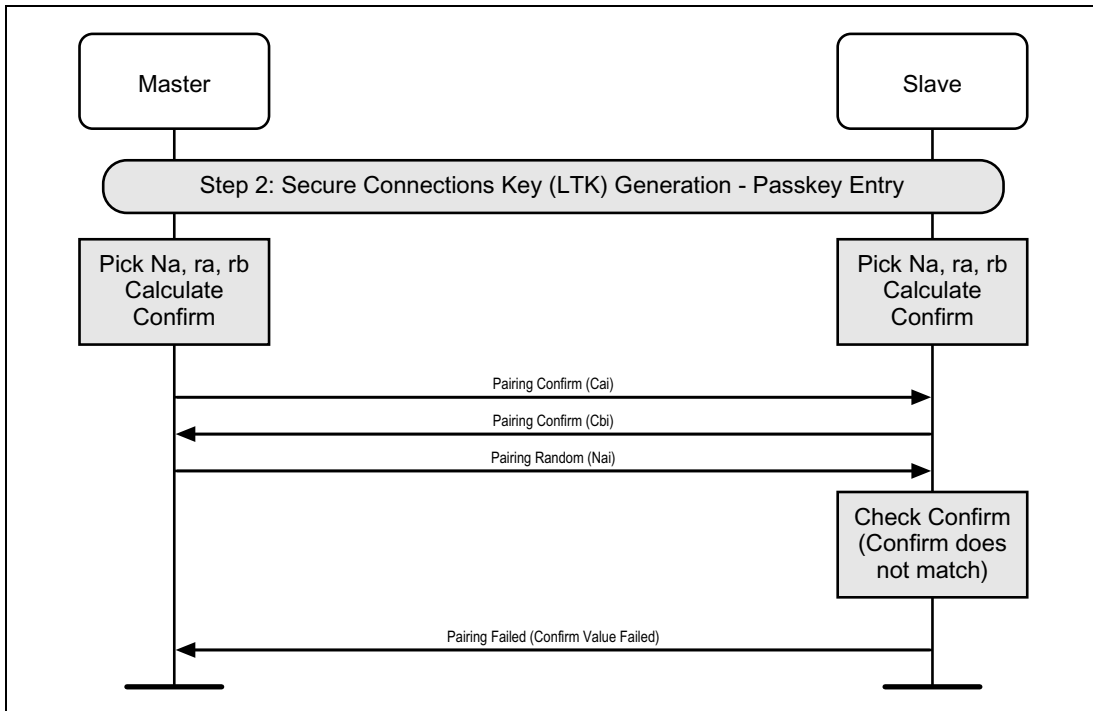 Master
Slave
Step 2: Secure Connections Key (LTK) Generation - Passkey Entry
Pick Na, ra, rb
Calculate
Confirm
Pick Na, ra, rb
Calculate
Confirm
Pairing Confirm (Cai)
Pairing Confirm (Cbi)
Pairing Random (Nai)
Check Confirm
(Confirm does
not match)
Pairing Failed (Confirm Value Failed)